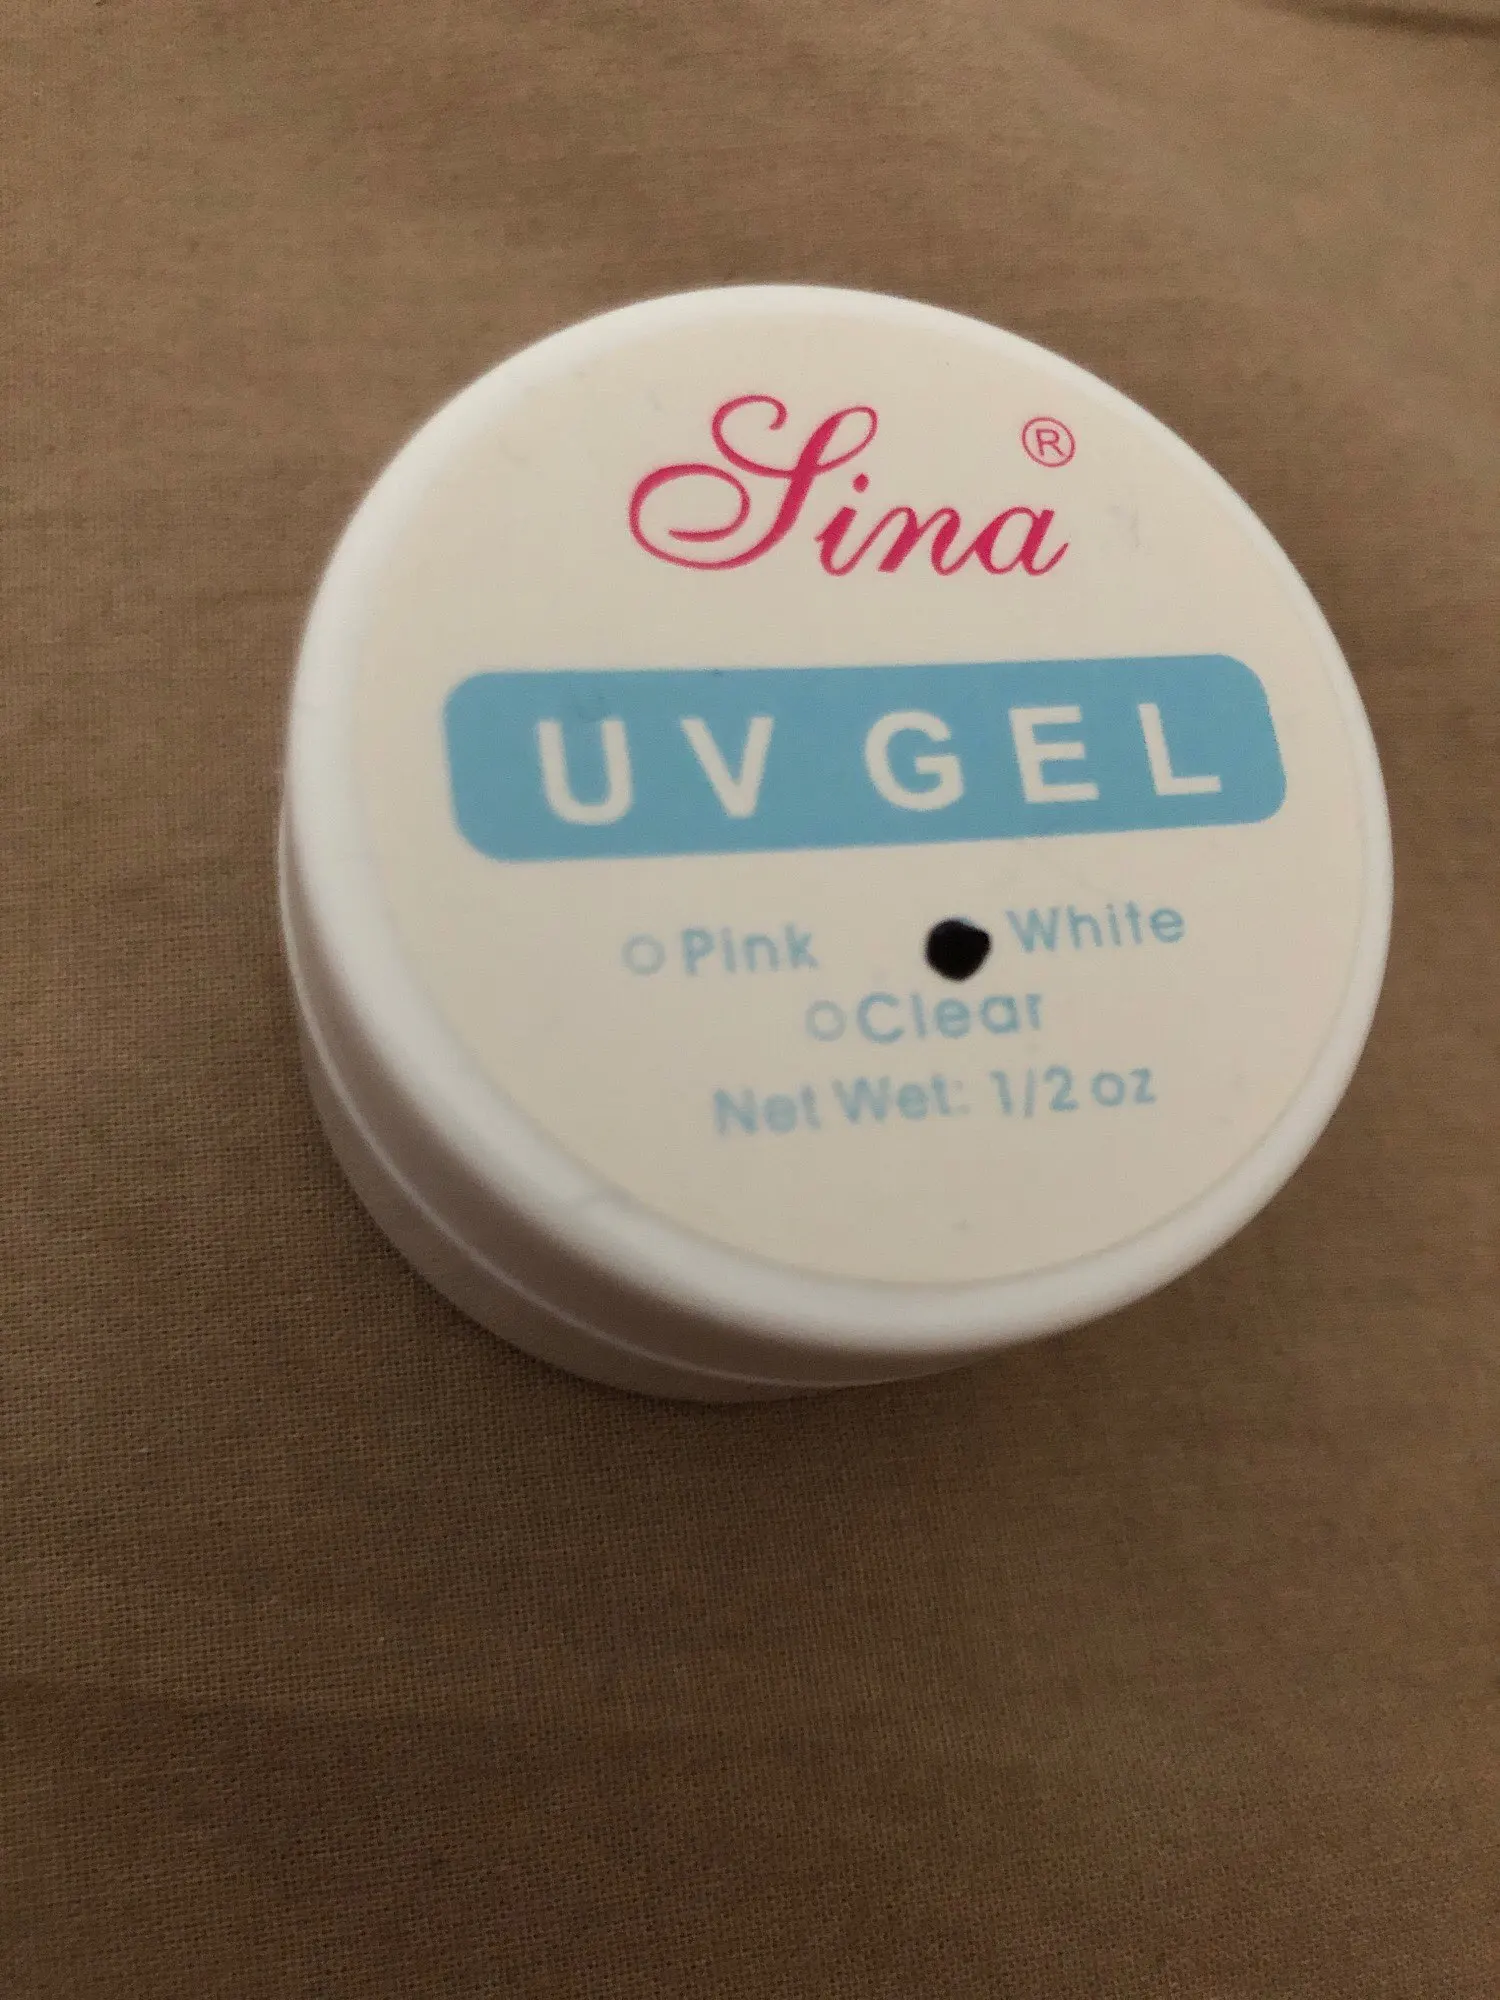 Sina ®
UV GEL
Pink White
Clear
Net Wet: 1/2 oz